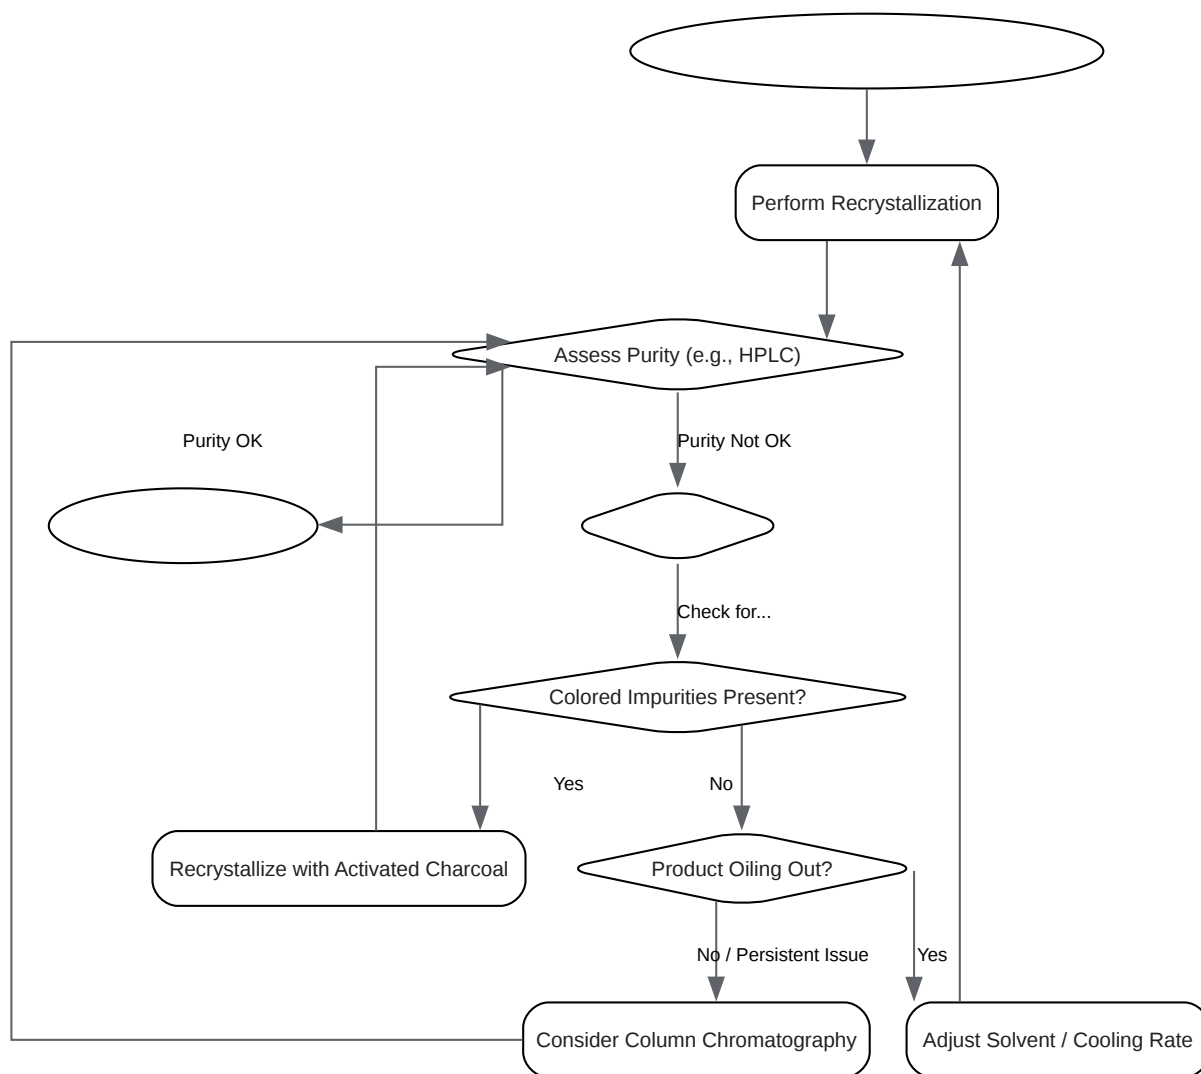 Perform Recrystallization
Assess Purity (e.g., HPLC)
Purity OK
Purity Not OK
Check for...
Colored Impurities Present?
Yes
No
Recrystallize with Activated Charcoal
Product Oiling Out?
No / Persistent Issue
Yes
Consider Column Chromatography
Adjust Solvent / Cooling Rate